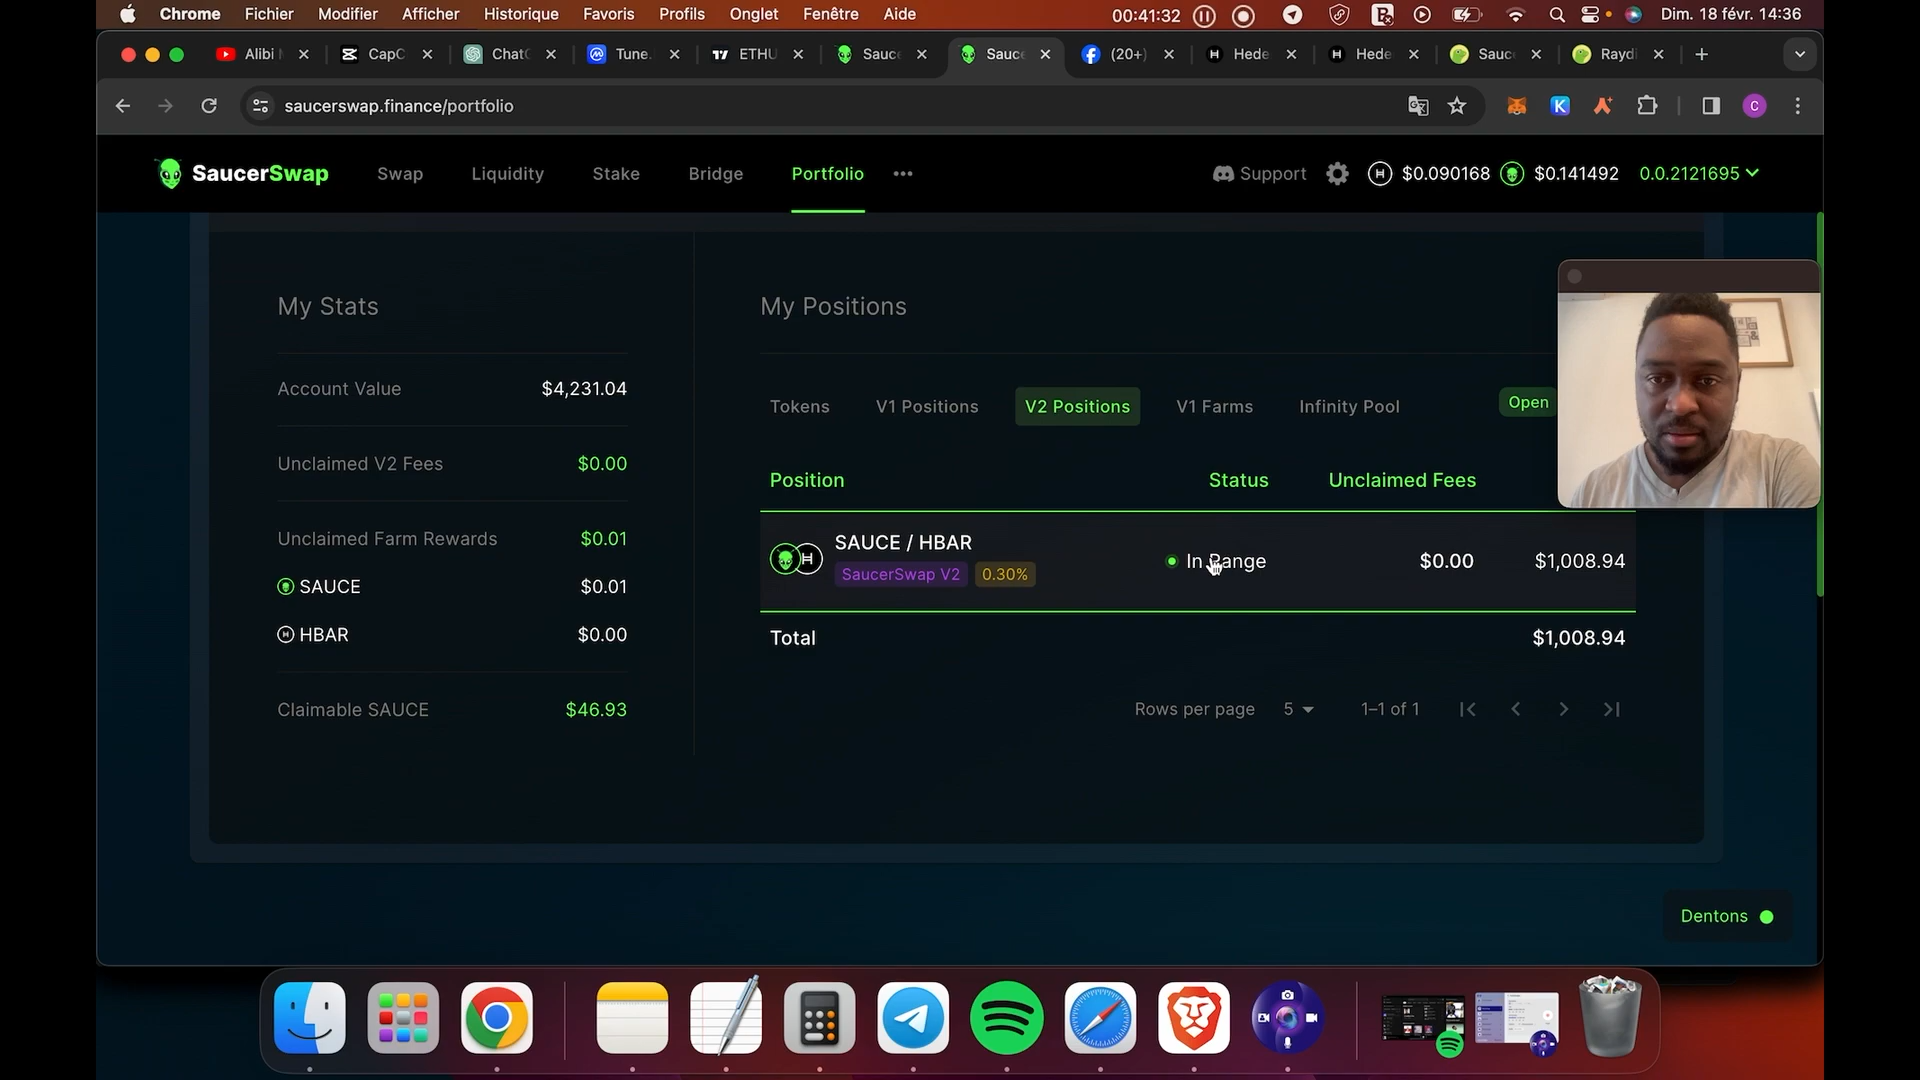 Chrome Fichier Modifier Afficher Historique Favoris Profils Onglet Fenêtre Aide 00:41:32 Dim. 18 févr. 14:36
Alibi CapC ChatG Tune. ETHU Sauce Sauce (20+) Hede Hede Sauc Raydi
saucerswap.finance/portfolio
SaucerSwap Swap Liquidity Stake Bridge Portfolio Support $0.090168 $0.141492 0.0.2121695
My Stats
Account Value $4,231.04
Unclaimed V2 Fees $0.00
Unclaimed Farm Rewards $0.01
SAUCE $0.01
HBAR $0.00
Claimable SAUCE $46.93
My Positions
Tokens V1 Positions V2 Positions V1 Farms Infinity Pool Open
Position Status Unclaimed Fees
SAUCE / HBAR
SaucerSwap V2 0.30%
In Range $0.00 $1,008.94
Total $1,008.94
Rows per page 5 1–1 of 1
Dentons